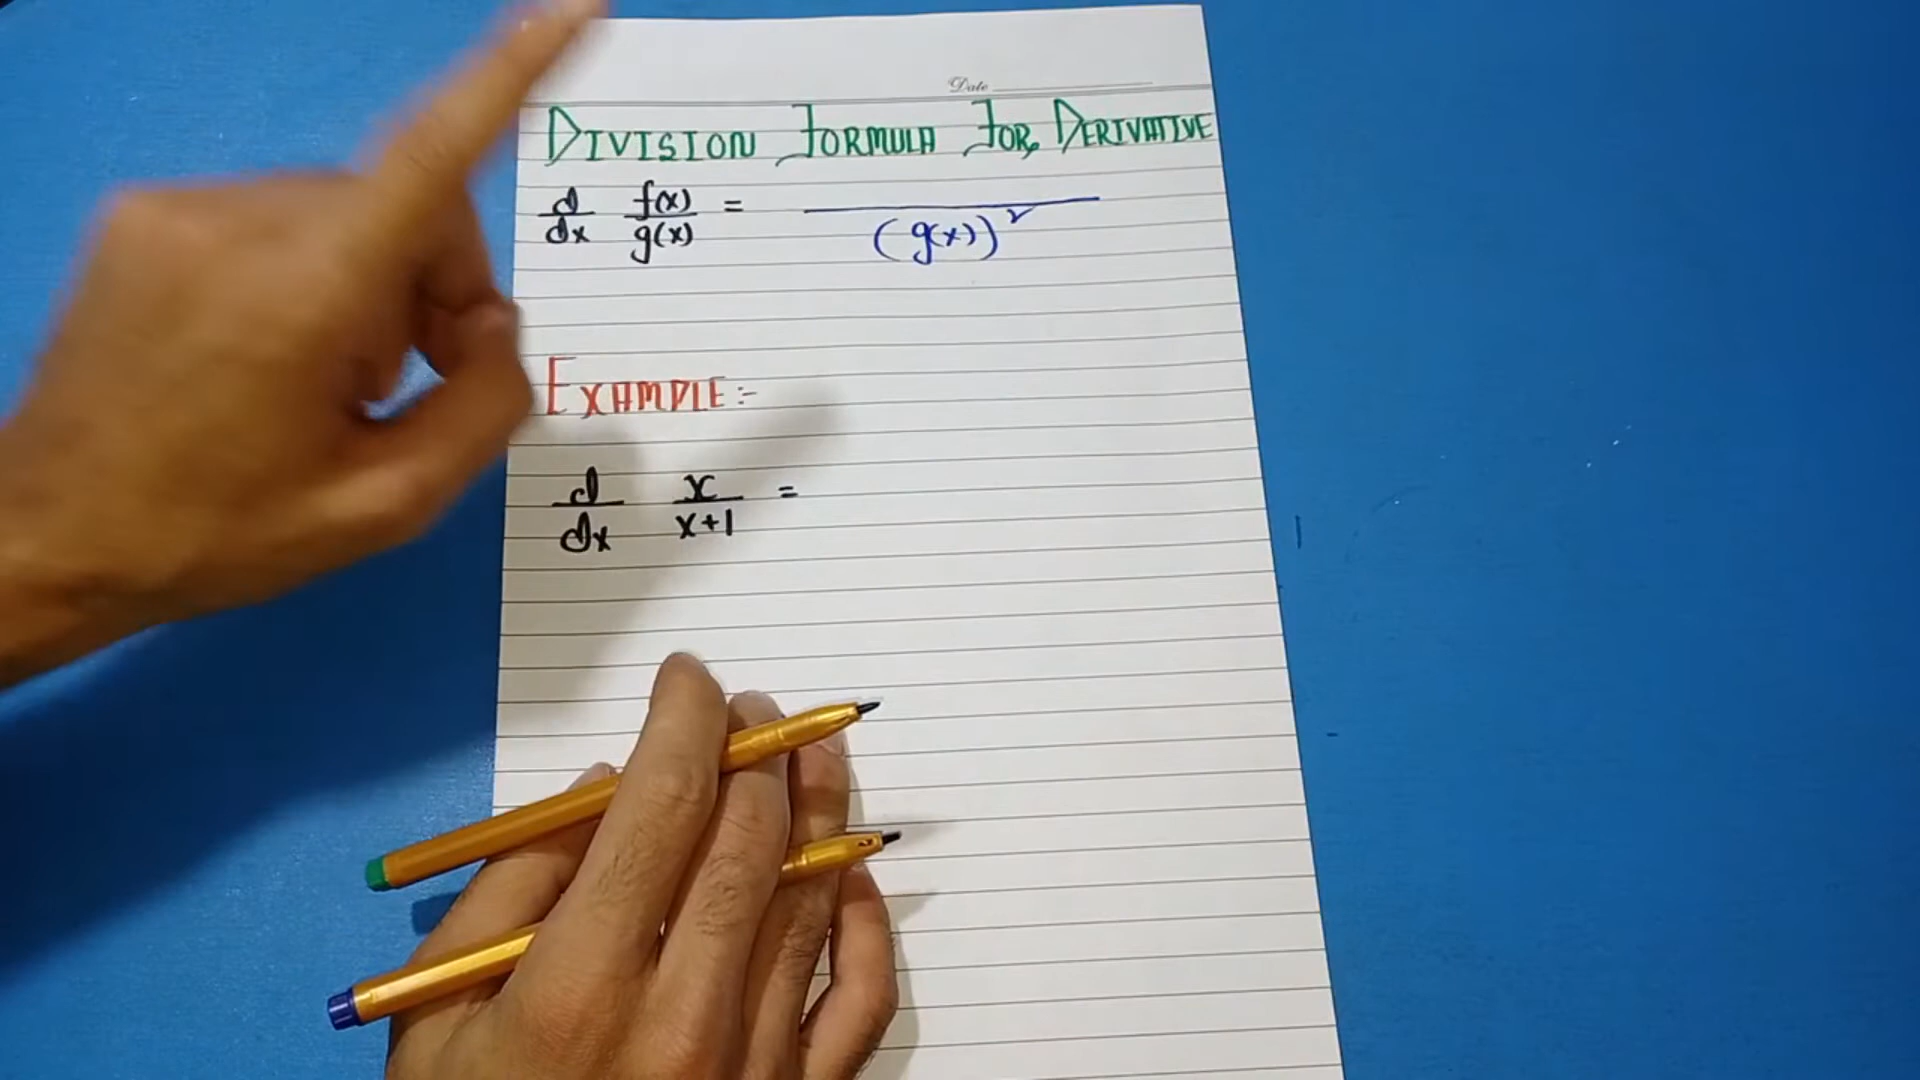 Date
DIVISION FORMULA FOR DERIVATIVE
d/dx f(x)/g(x) = /(g(x))²
EXAMPLE:-
d/dx x/x+1 =